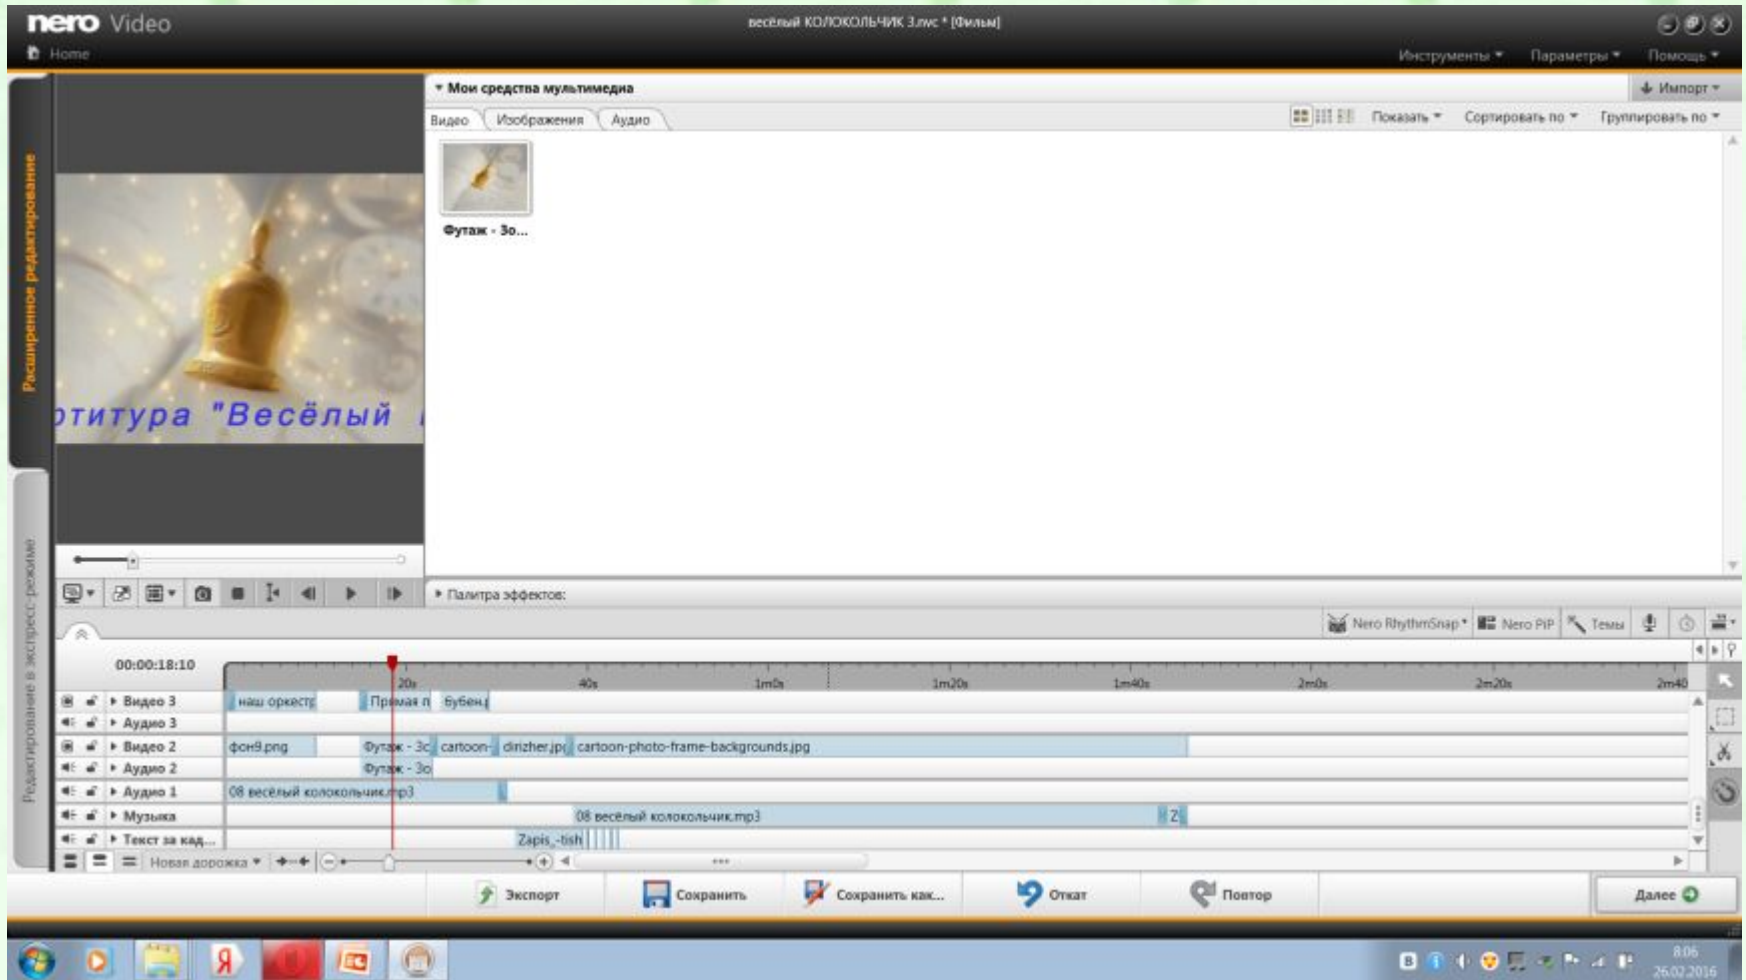 nero Video
весёлый КОЛОКОЛЬЧИК 3.nvc * [Фильм]
Home
Инструменты
Параметры
Помощь
Мои средства мультимедиа
Импорт
Видео
Изображения
Аудио
Показать
Сортировать по
Группировать по
Расширенное редактирование
Футаж - Зо...
ртитура "Весёлый
Редактирование в экспресс-режиме
Палитра эффектов:
Nero RhythmSnap
Nero PiP
Темы
00:00:18:10
20s
40s
1m0s
1m20s
1m40s
2m0s
2m20s
2m40
Видео 3
наш оркестр
Прямая п
бубен.j
Аудио 3
Видео 2
фон9.png
Футаж - Зо
cartoon-
dirizher.jp
cartoon-photo-frame-backgrounds.jpg
Аудио 2
Футаж - Зо
Аудио 1
08 весёлый колокольчик.mp3
Музыка
08 весёлый колокольчик.mp3
Z
Текст за кад...
Zapis_-tish
Новая дорожка
Экспорт
Сохранить
Сохранить как...
Откат
Повтор
Далее
Я
В
8:06
26.02.2016